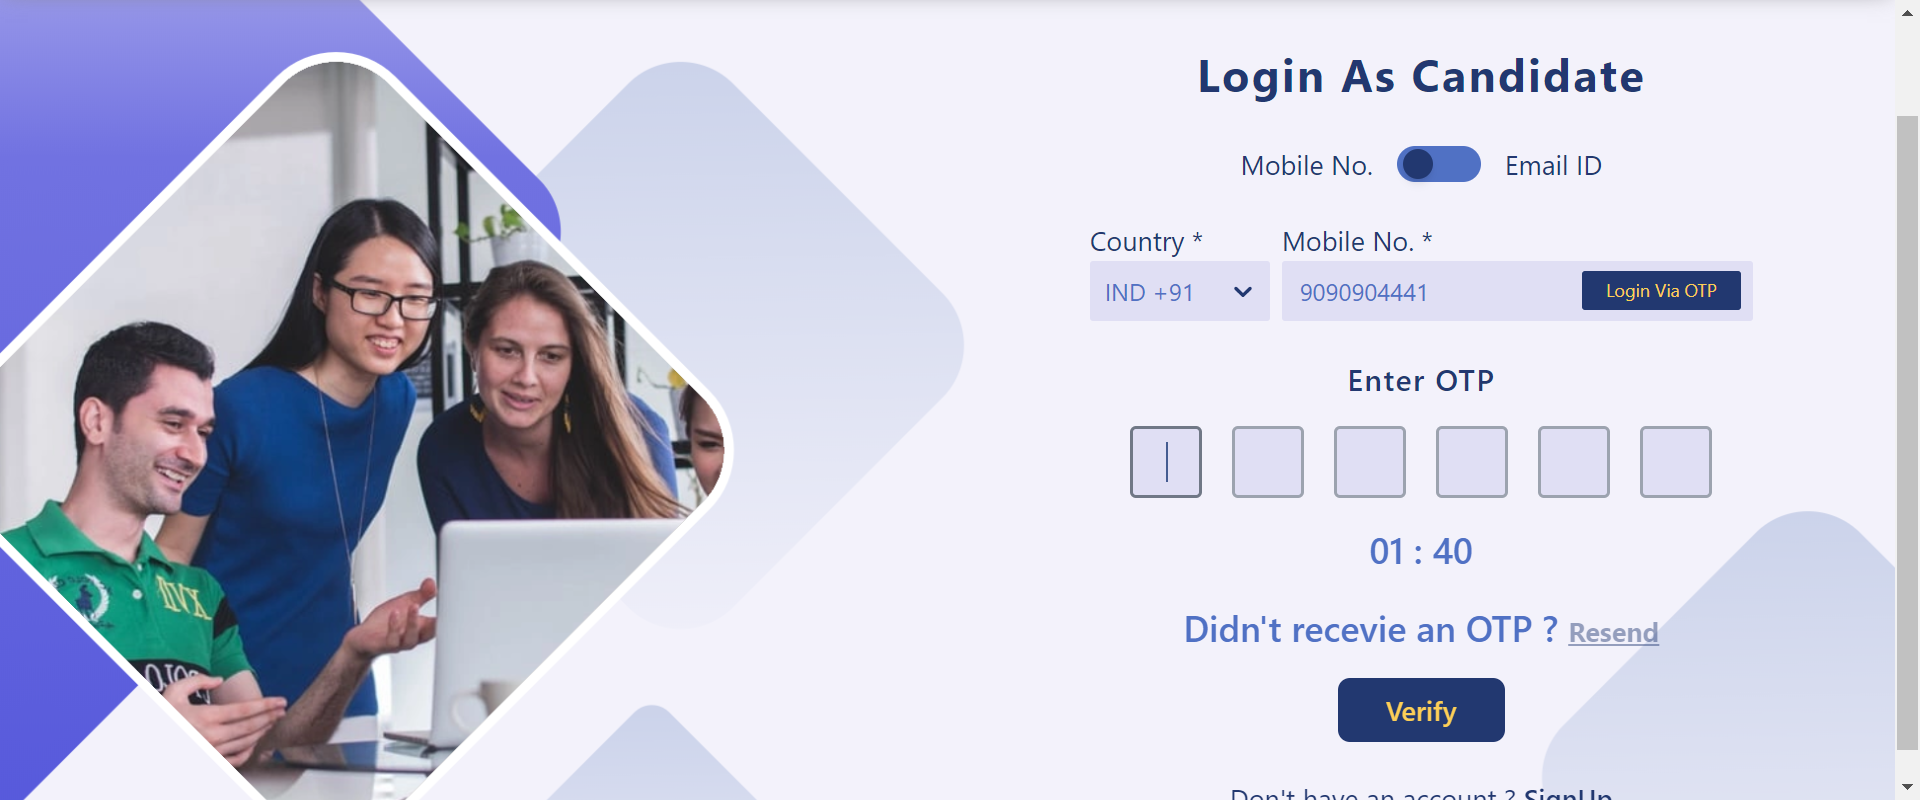 Login As Candidate
Mobile No. Email ID
Country * Mobile No. *
IND +91 9090904441 Login Via OTP
Enter OTP
01 : 40
Didn't recevie an OTP ? Resend
Verify
Don't have an account ? SignUp